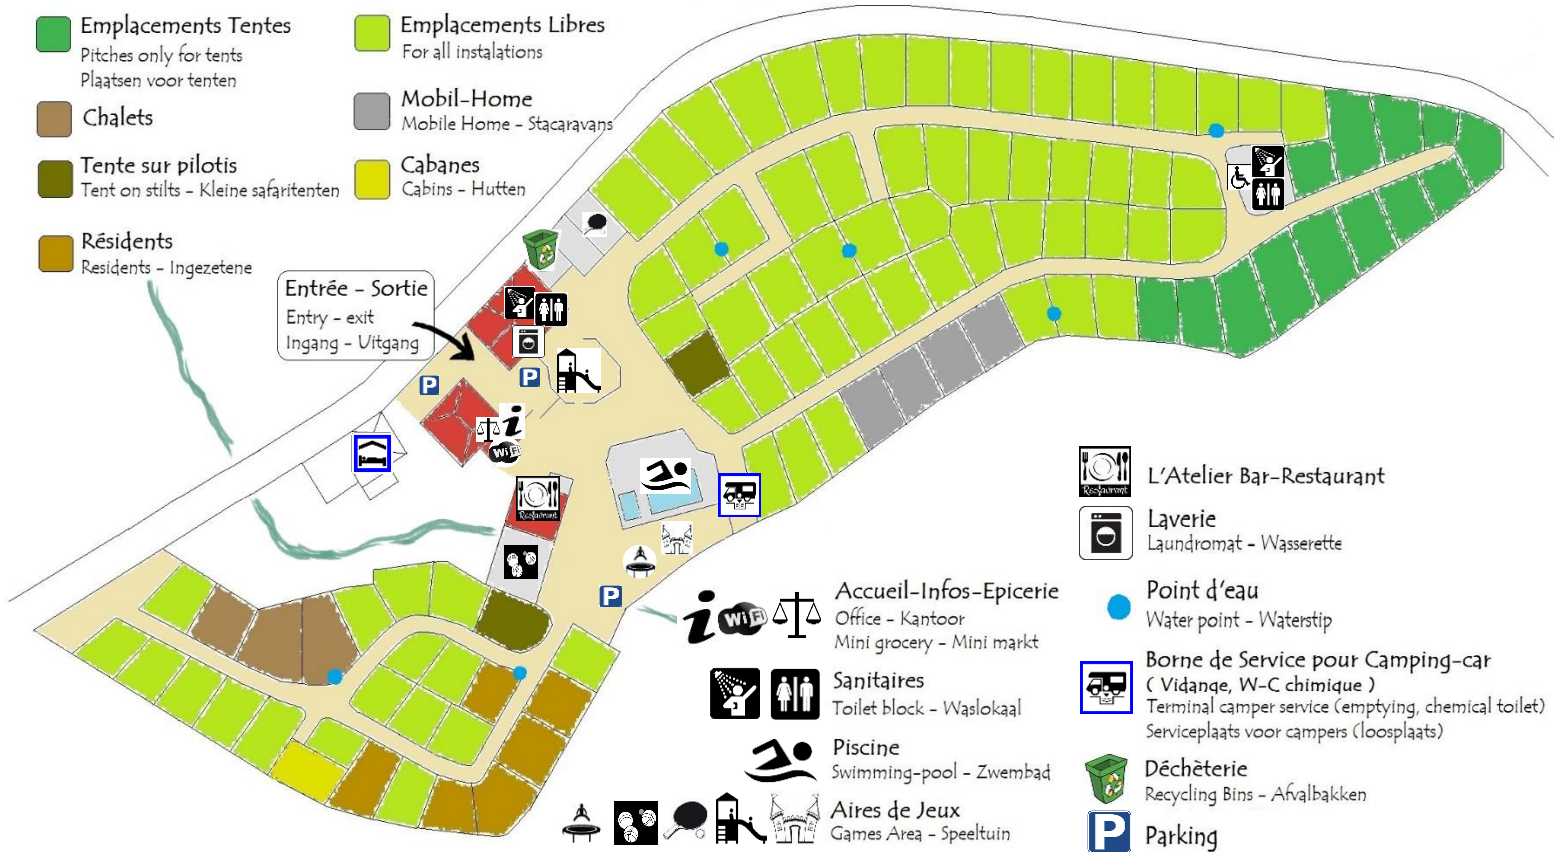 Emplacements Tentes
Pitches only for tents
Plaatsen voor tenten
Emplacements Libres
For all instalations
Chalets
Mobil-Home
Mobile Home - Stacaravans
Tente sur pilotis
Tent on stilts - Kleine safaritenten
Cabanes
Cabins - Hutten
Résidents
Residents - Ingezetene
Entrée - Sortie
Entry - exit
Ingang - Uitgang
P
P
i
WiFi
Restaurant
P
Restaurant
L'Atelier Bar-Restaurant
Laverie
Laundromat - Wasserette
i
WiFi
Accueil-Infos-Epicerie
Office - Kantoor
Mini grocery - Mini markt
Point d'eau
Water point - Waterstip
Sanitaires
Toilet block - Waslokaal
Borne de Service pour Camping-car
( Vidange, W-C chimique )
Terminal camper service (emptying, chemical toilet)
Serviceplaats voor campers (loosplaats)
Piscine
Swimming-pool - Zwembad
Déchèterie
Recycling Bins - Afvalbakken
Aires de Jeux
Games Area - Speeltuin
P
Parking